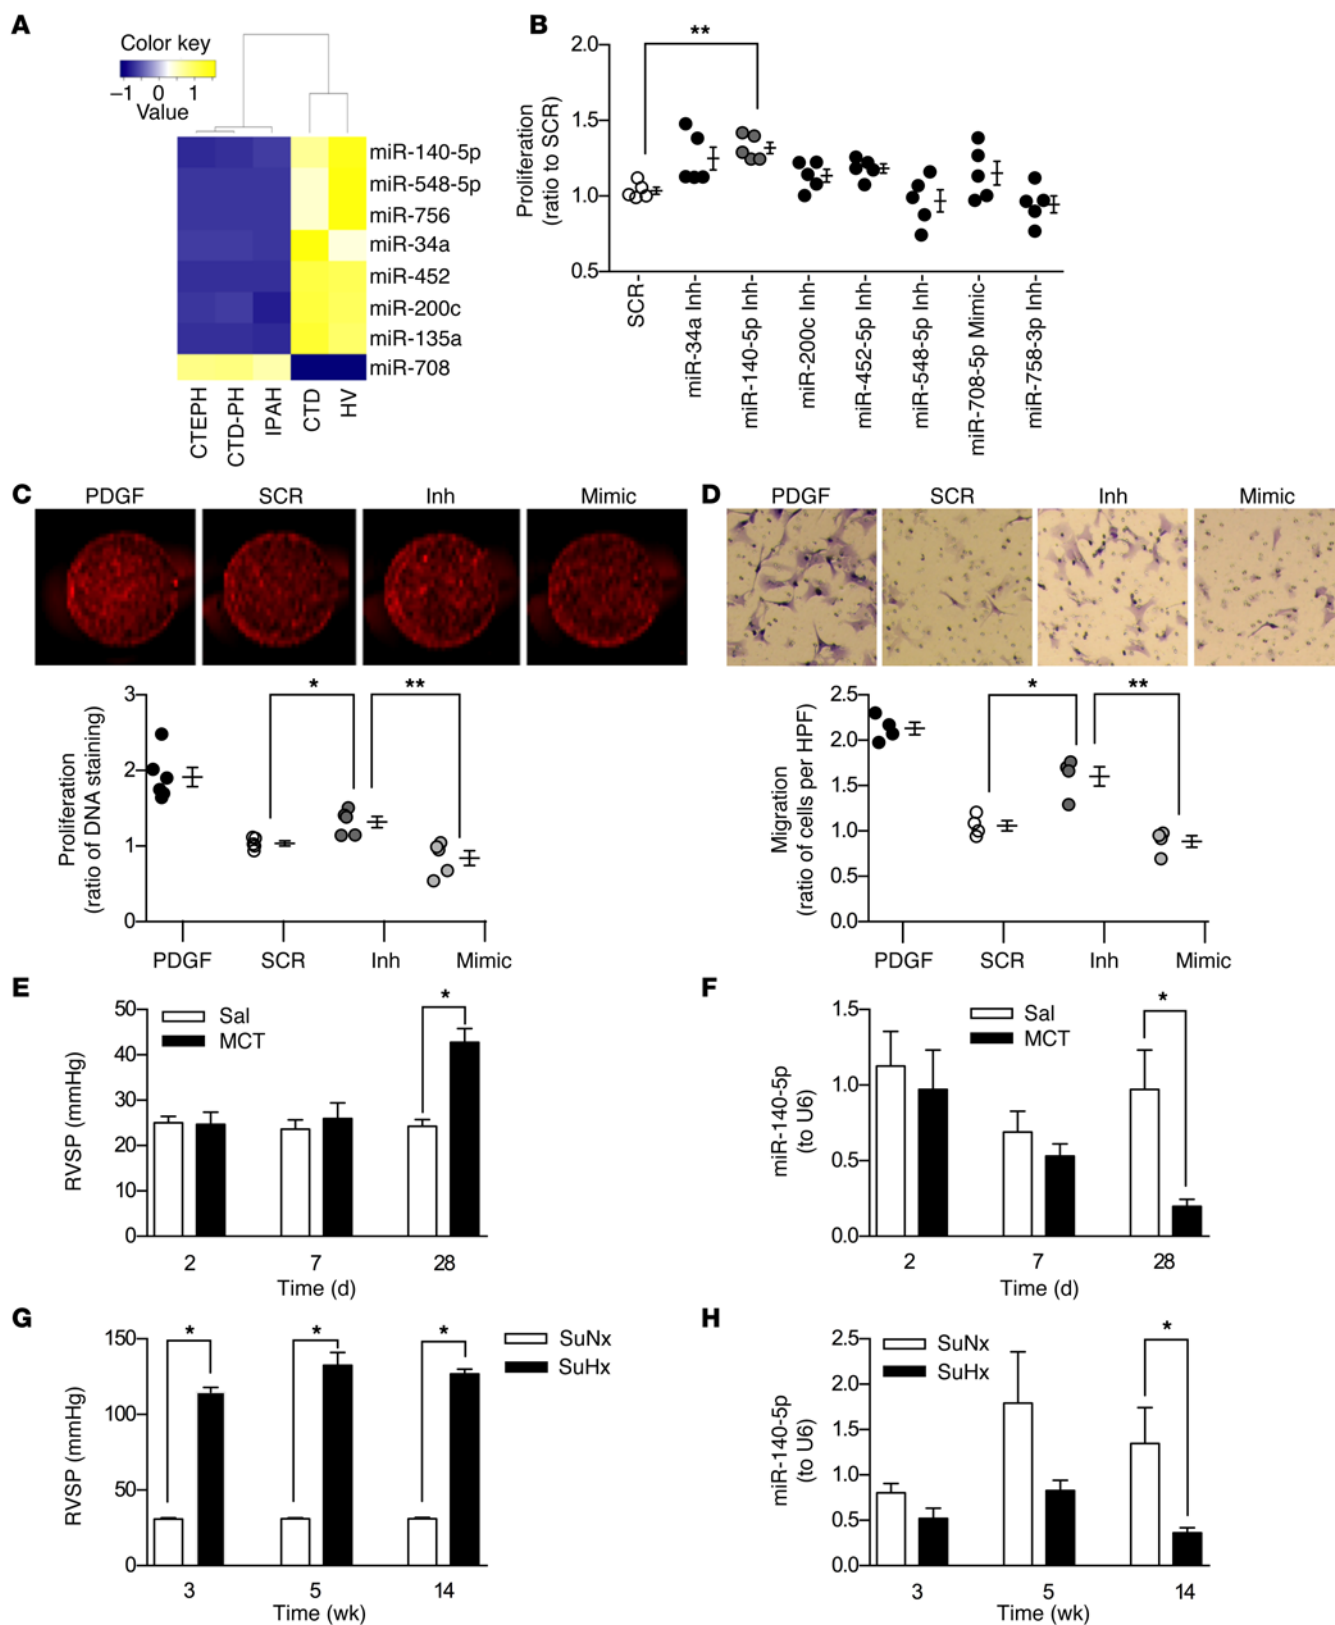 A
Color key
–1 0 1
Value
miR-140-5p
miR-548-5p
miR-756
miR-34a
miR-452
miR-200c
miR-135a
miR-708
CTEPH
CTD-PH
IPAH
CTD
HV
B
Proliferation
(ratio to SCR)
2.0
1.5
1.0
0.5
**
SCR
miR-34a Inh
miR-140-5p Inh
miR-200c Inh
miR-452-5p Inh
miR-548-5p Inh
miR-708-5p Mimic
miR-758-3p Inh
C
PDGF SCR Inh Mimic
Proliferation
(ratio of DNA staining)
3
2
1
0
* **
PDGF SCR Inh Mimic
D
PDGF SCR Inh Mimic
Migration
(ratio of cells per HPF)
2.5
2.0
1.5
1.0
0.5
0.0
* **
PDGF SCR Inh Mimic
E
RVSP (mmHg)
50
40
30
20
10
0
Sal
MCT
*
2 7 28
Time (d)
F
miR-140-5p
(to U6)
1.5
1.0
0.5
0.0
Sal
MCT
*
2 7 28
Time (d)
G
RVSP (mmHg)
150
100
50
0
* * *
SuNx
SuHx
3 5 14
Time (wk)
H
miR-140-5p
(to U6)
2.5
2.0
1.5
1.0
0.5
0.0
SuNx
SuHx
*
3 5 14
Time (wk)